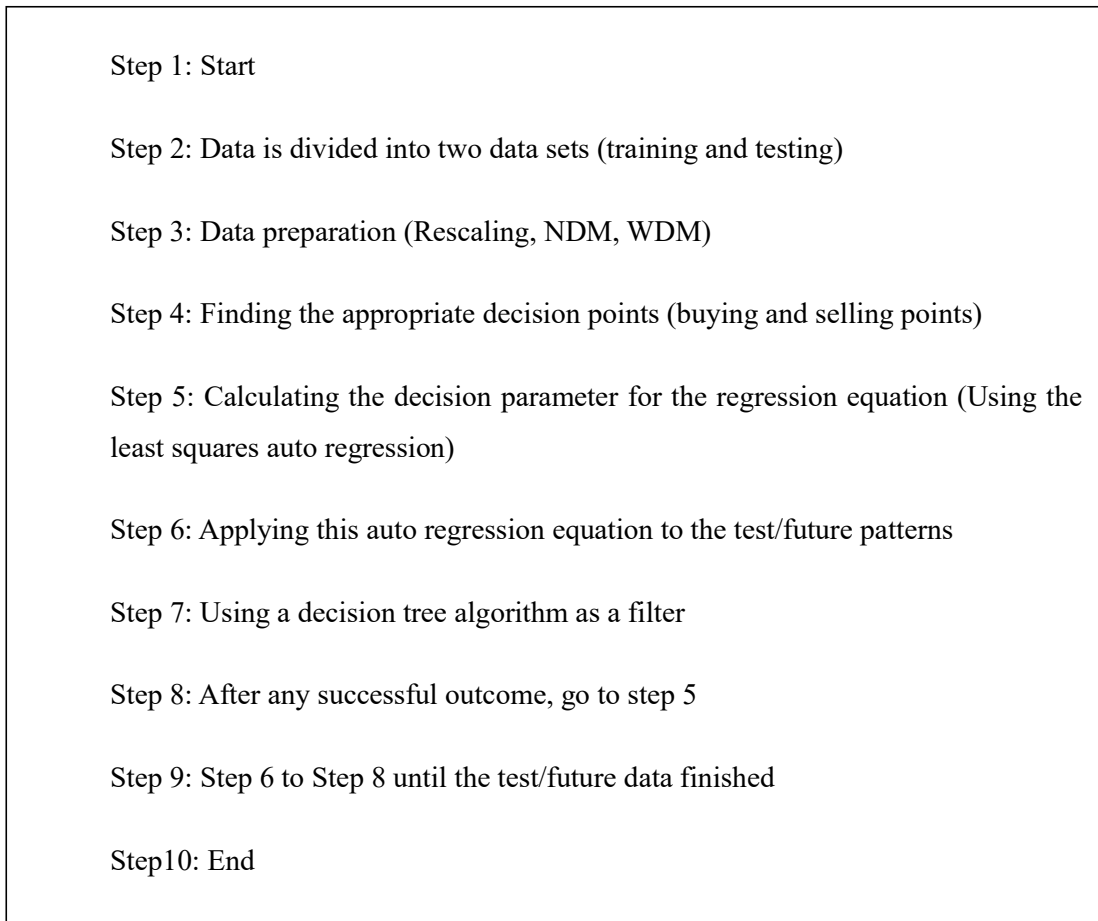 Step 1: Start
Step 2: Data is divided into two data sets (training and testing)
Step 3: Data preparation (Rescaling, NDM, WDM)
Step 4: Finding the appropriate decision points (buying and selling points)
Step 5: Calculating the decision parameter for the regression equation (Using the
least squares auto regression)
Step 6: Applying this auto regression equation to the test/future patterns
Step 7: Using a decision tree algorithm as a filter
Step 8: After any successful outcome, go to step 5
Step 9: Step 6 to Step 8 until the test/future data finished
Step10: End